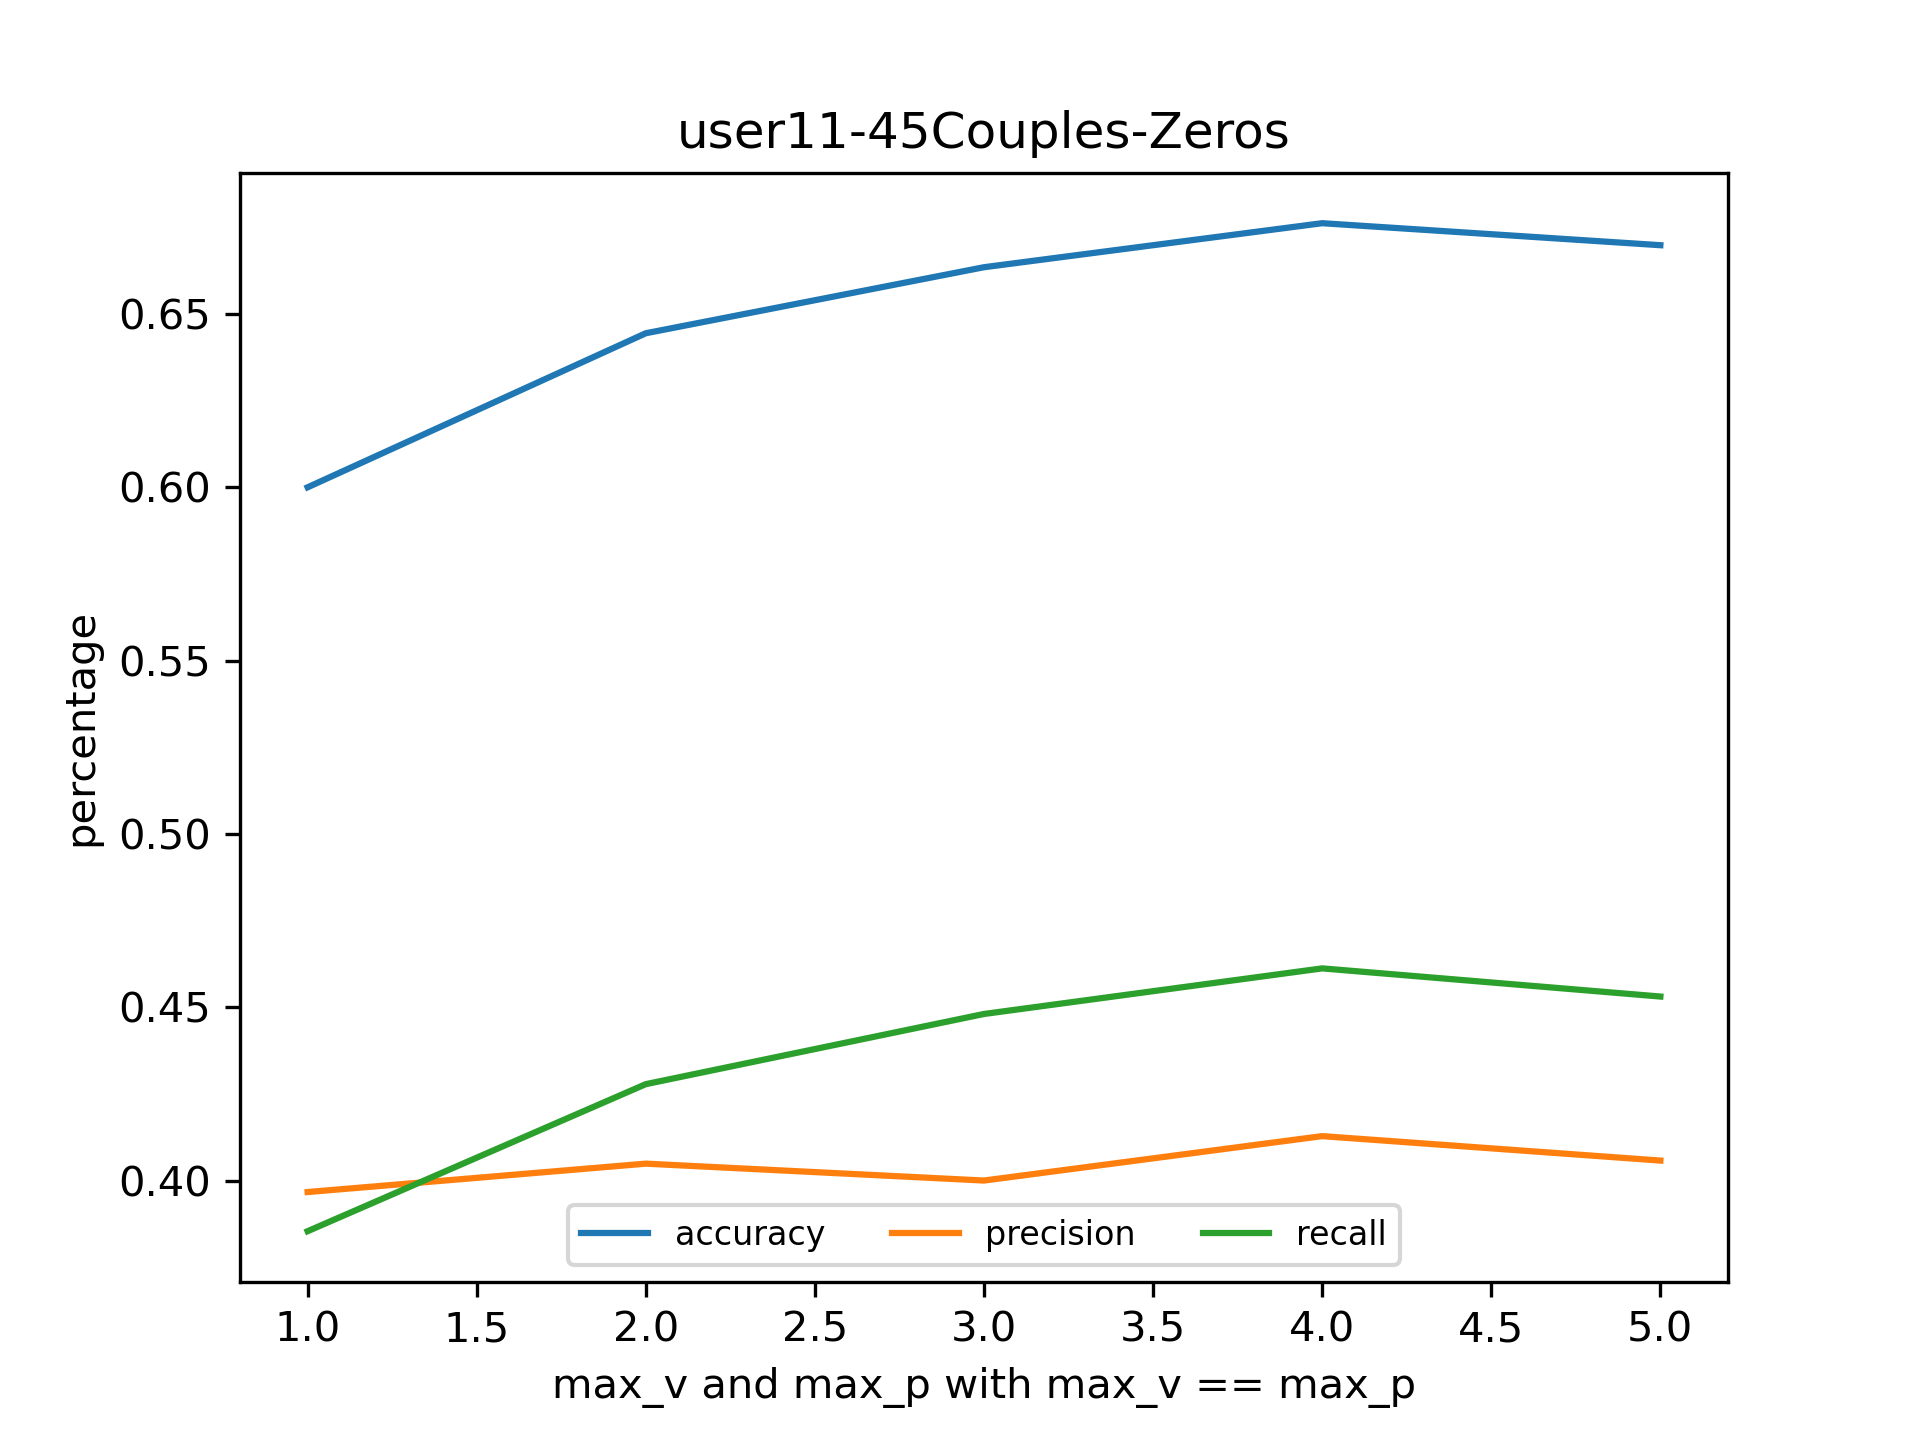 user11-45Couples-Zeros
percentage
0.65
0.60
0.55
0.50
0.45
0.40
accuracy precision recall
1.0 1.5 2.0 2.5 3.0 3.5 4.0 4.5 5.0
max_v and max_p with max_v == max_p